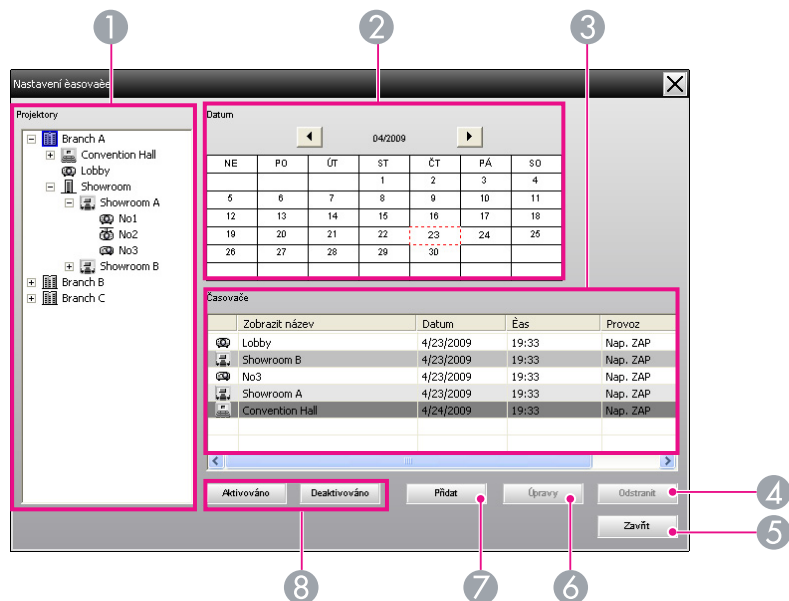 1 2 3
Nastavení èasovaèe
Projektory
Branch A
Convention Hall
Lobby
Showroom
Showroom A
No1
No2
No3
Showroom B
Branch B
Branch C
Datum
04/2009
NE PO ÚT ST ČT PÁ SO
1 2 3 4
5 6 7 8 9 10 11
12 13 14 15 16 17 18
19 20 21 22 23 24 25
26 27 28 29 30
Časovače
Zobrazit název Datum Èas Provoz
Lobby 4/23/2009 19:33 Nap. ZAP
Showroom B 4/23/2009 19:33 Nap. ZAP
No3 4/23/2009 19:33 Nap. ZAP
Showroom A 4/23/2009 19:33 Nap. ZAP
Convention Hall 4/24/2009 19:33 Nap. ZAP
Aktivováno Deaktivováno Přidat Úpravy Odstranit 4
Zavřít 5
8 7 6